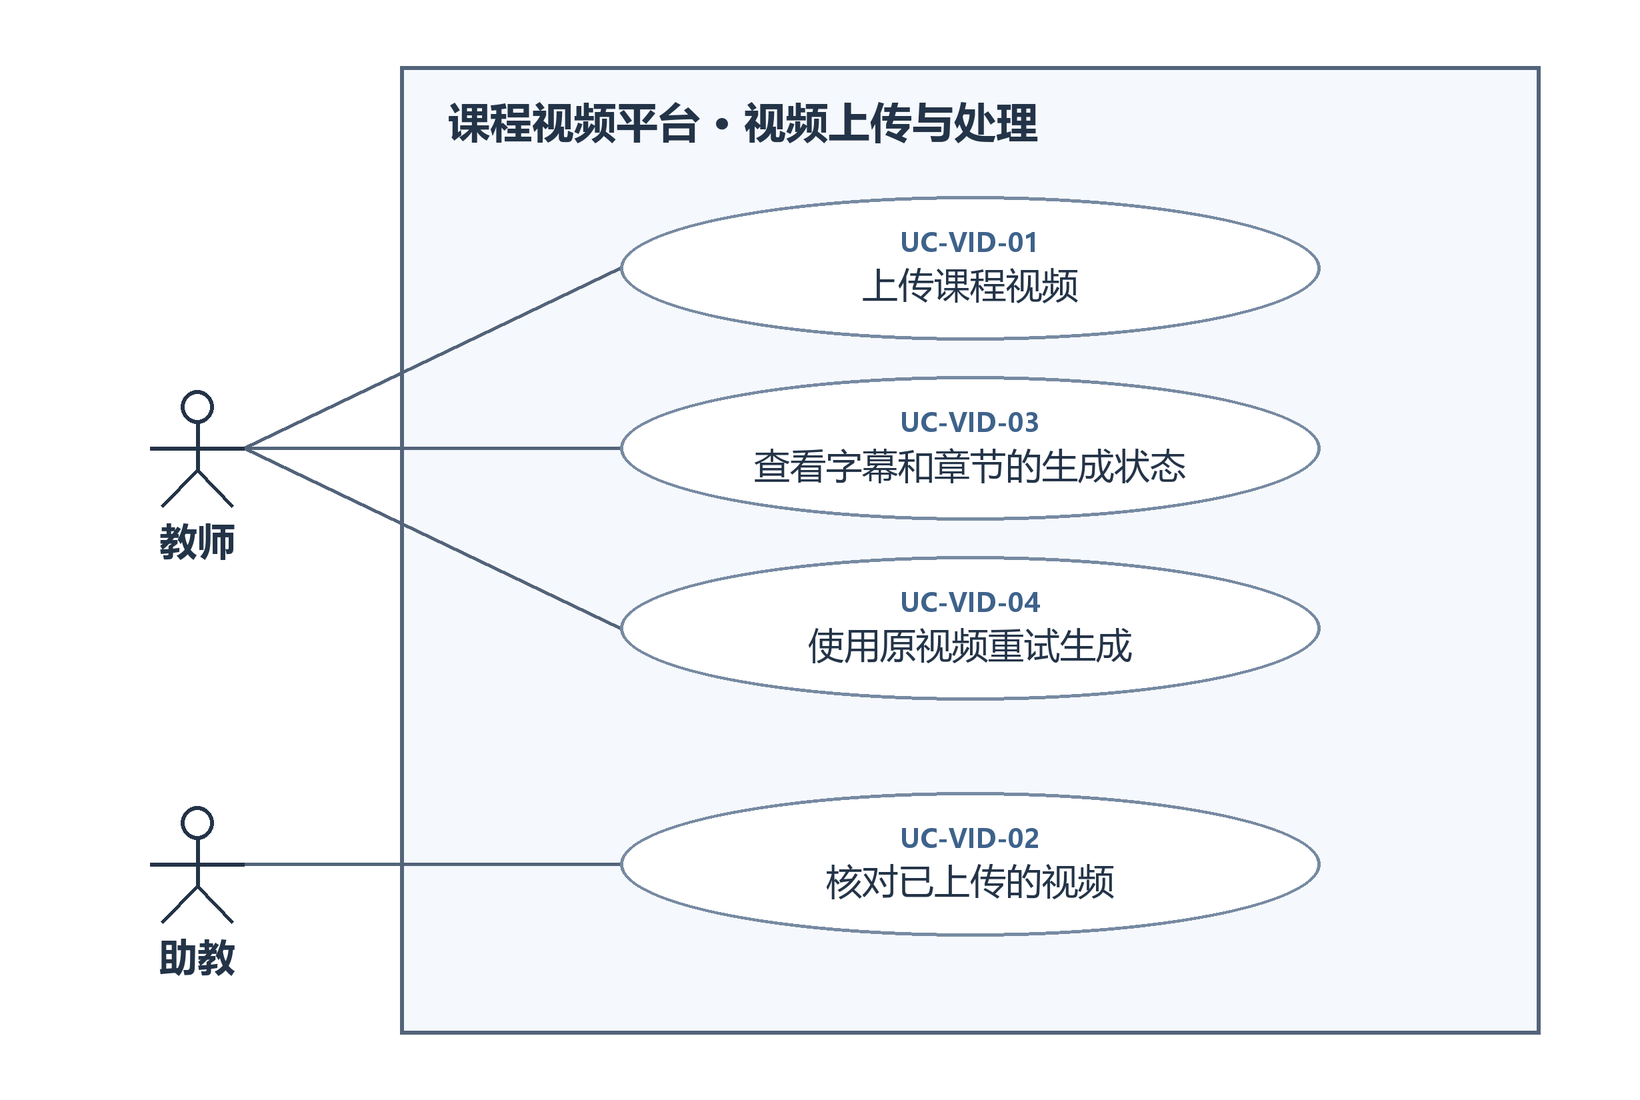 课程视频平台·视频上传与处理
UC-VID-01
上传课程视频
UC-VID-03
查看字幕和章节的生成状态
教师
UC-VID-04
使用原视频重试生成
UC-VID-02
核对已上传的视频
助教